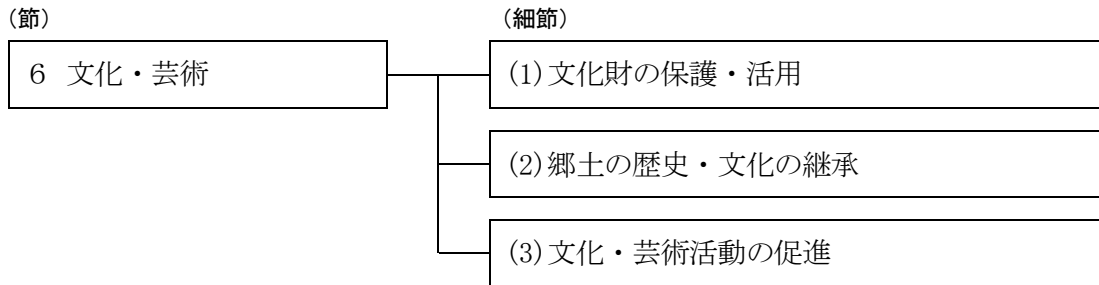 (節)
(細節)
6 文化・芸術
(1)文化財の保護・活用
(2)郷土の歴史・文化の継承
(3)文化・芸術活動の促進